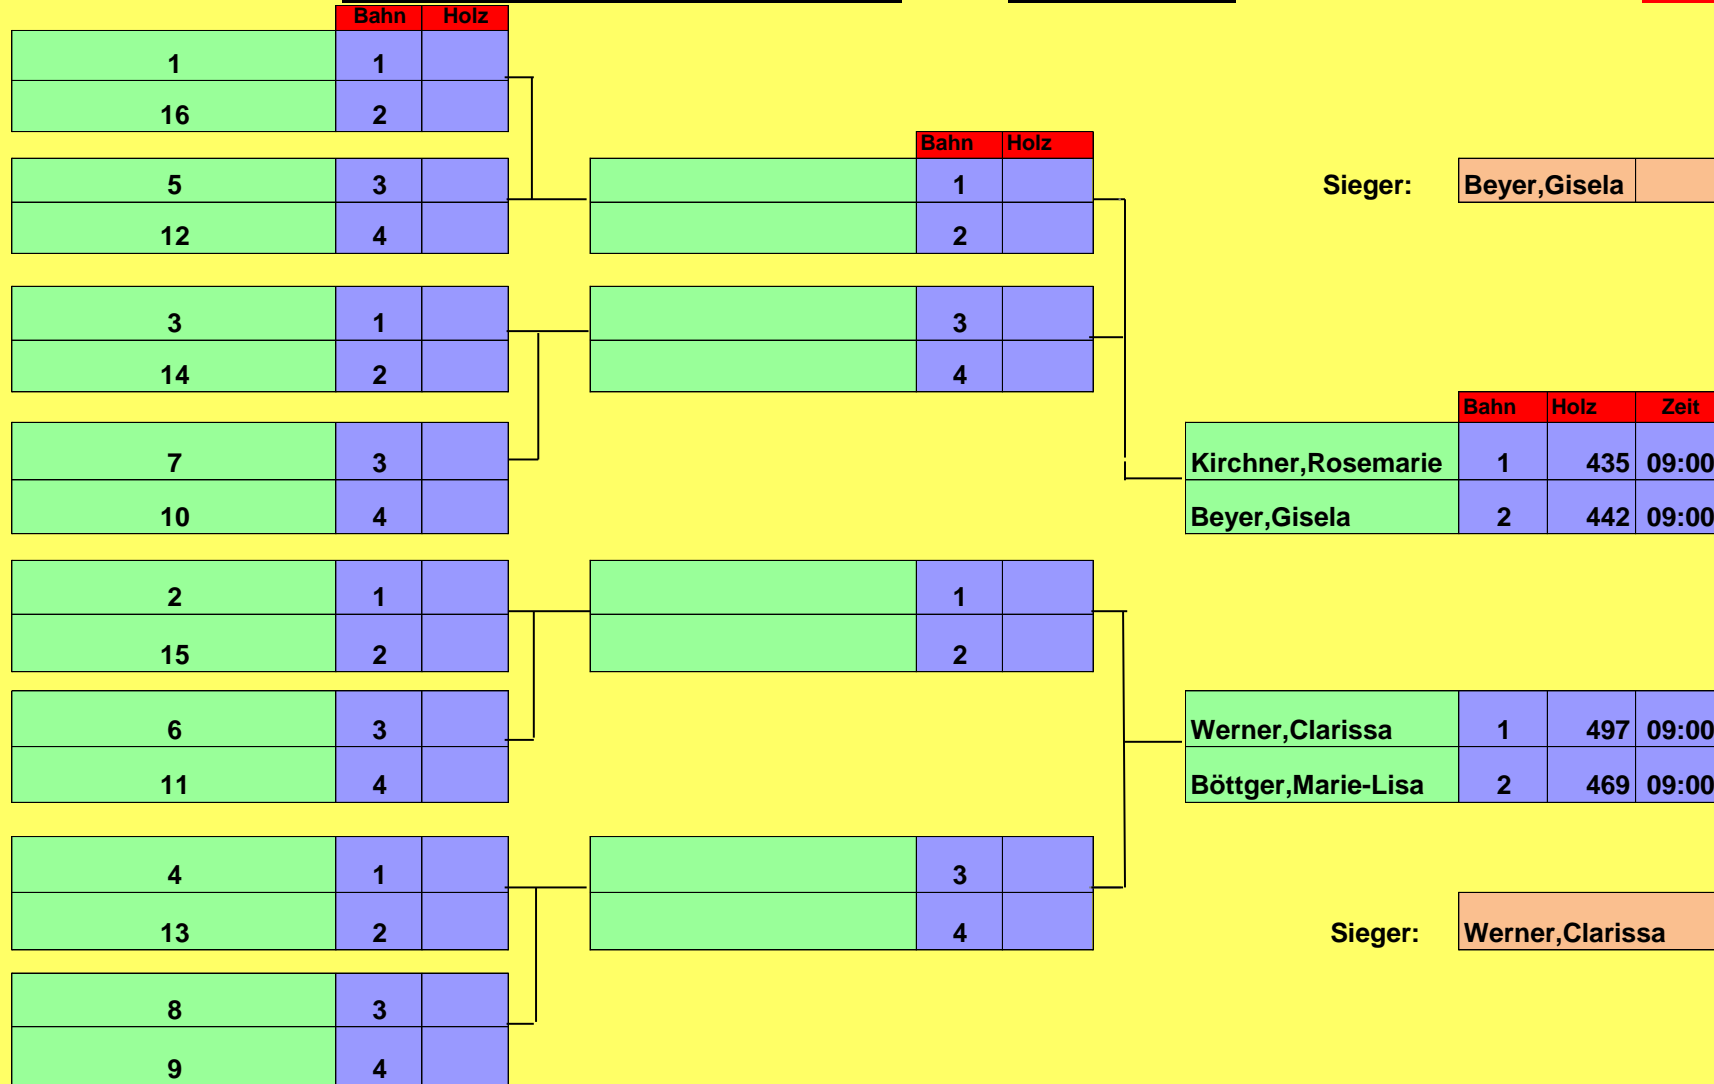 Bahn Holz
1 1
16 2
Bahn Holz
5 3 1 Sieger: Beyer,Gisela
12 4 2
3 1 3
14 2 4
Bahn Holz Zeit
7 3 Kirchner,Rosemarie 1 435 09:00
10 4 Beyer,Gisela 2 442 09:00
2 1 1
15 2 2
6 3 Werner,Clarissa 1 497 09:00
11 4 Böttger,Marie-Lisa 2 469 09:00
4 1 3
13 2 4 Sieger: Werner,Clarissa
8 3
9 4